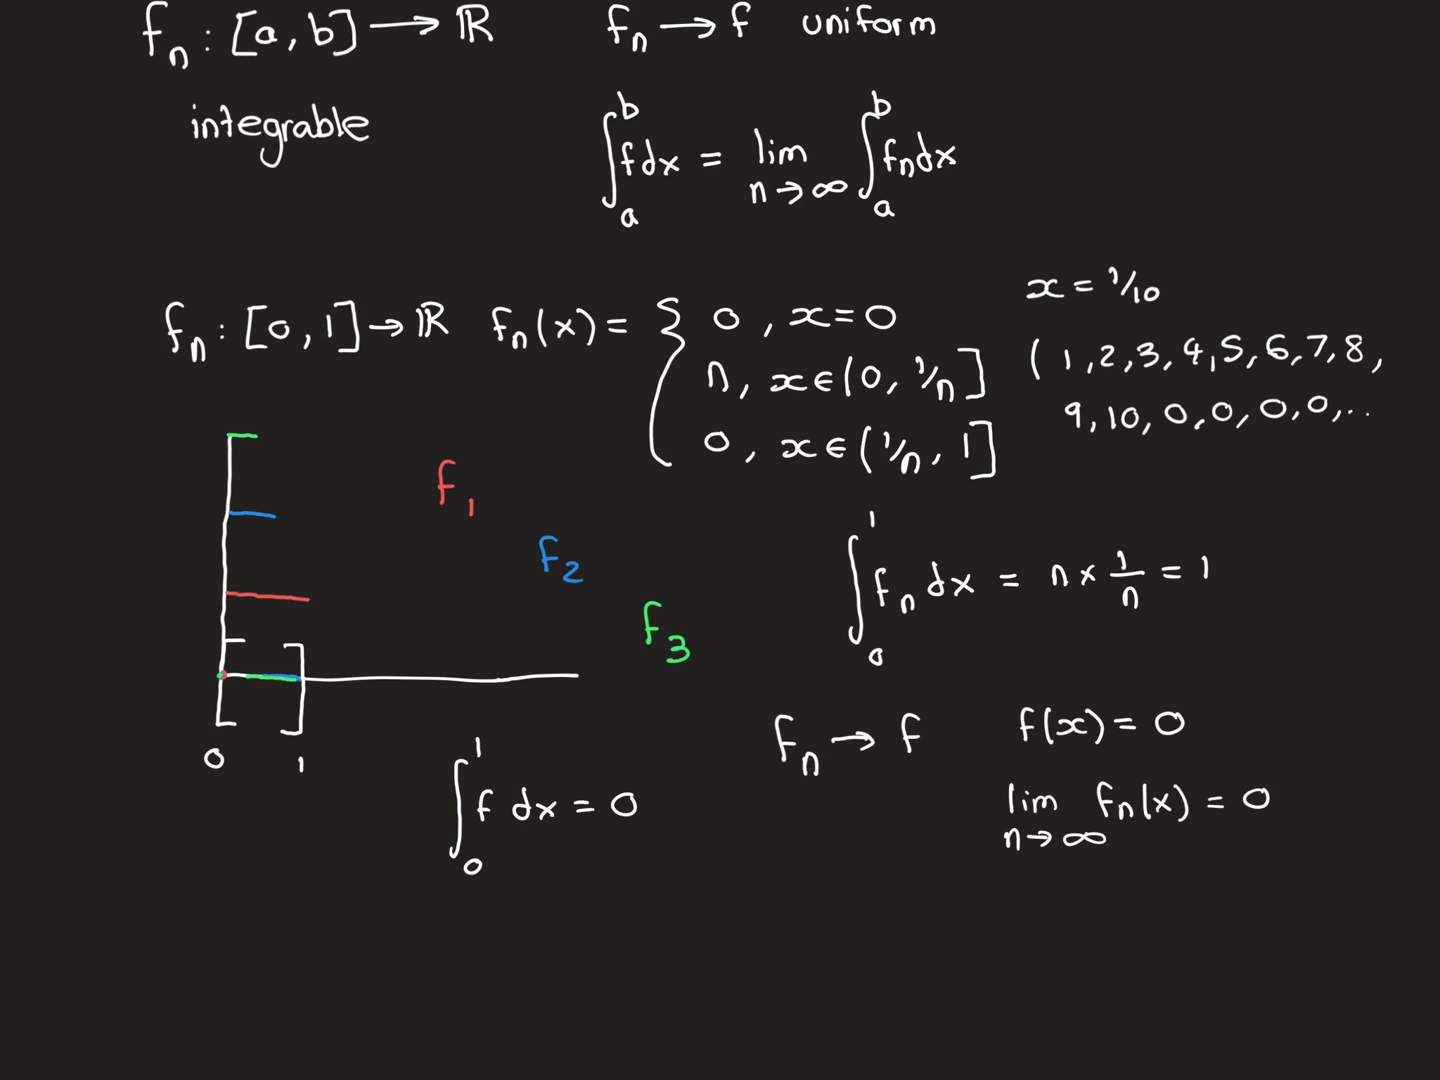 fₙ : [a, b] → ℝ   fₙ → f uniform
integrable   ∫ₐᵇ f dx = lim n→∞ ∫ₐᵇ fₙ dx
x = 1/10
fₙ : [0, 1] → ℝ   fₙ(x) = { 0, x = 0
n, x ∈ (0, 1/n]
0, x ∈ (1/n, 1]
(1, 2, 3, 4, 5, 6, 7, 8,
9, 10, 0, 0, 0, 0, ..
f₁
f₂
f₃
0 1
∫₀¹ fₙ dx = n × 1/n = 1
fₙ → f   f(x) = 0
∫₀¹ f dx = 0
lim n→∞ fₙ(x) = 0